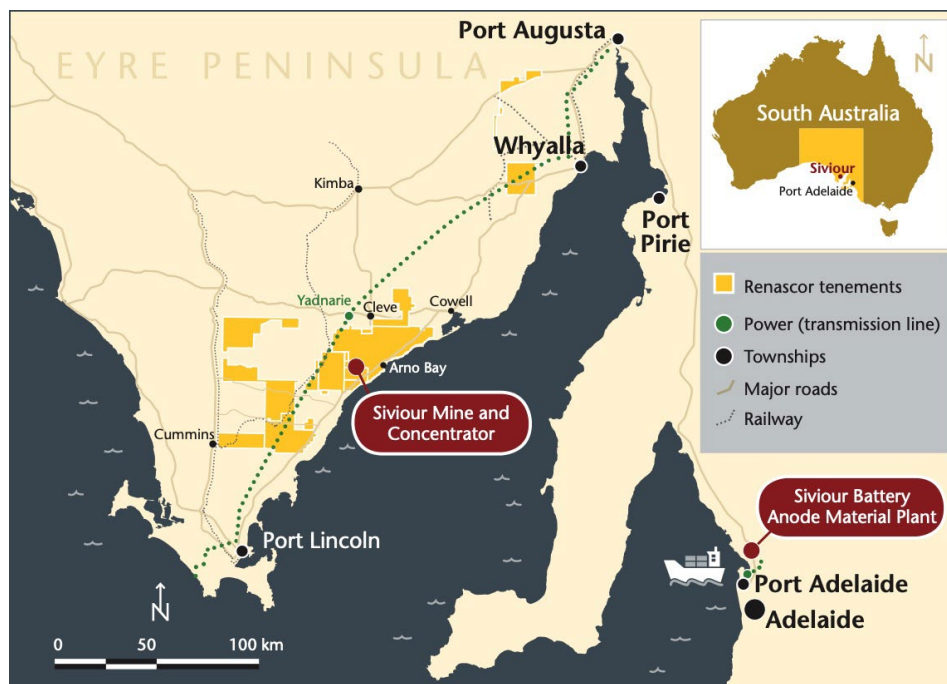 EYRE PENINSULA
Port Augusta
Whyalla
Kimba
Port
Pirie
Yadnarie
Cleve
Cowell
Arno Bay
Siviour Mine and
Concentrator
Cummins
Port Lincoln
N
0 50 100 km
N
South Australia
Siviour
Port Adelaide
Renascor tenements
Power (transmission line)
Townships
Major roads
Railway
Siviour Battery
Anode Material Plant
Port Adelaide
Adelaide